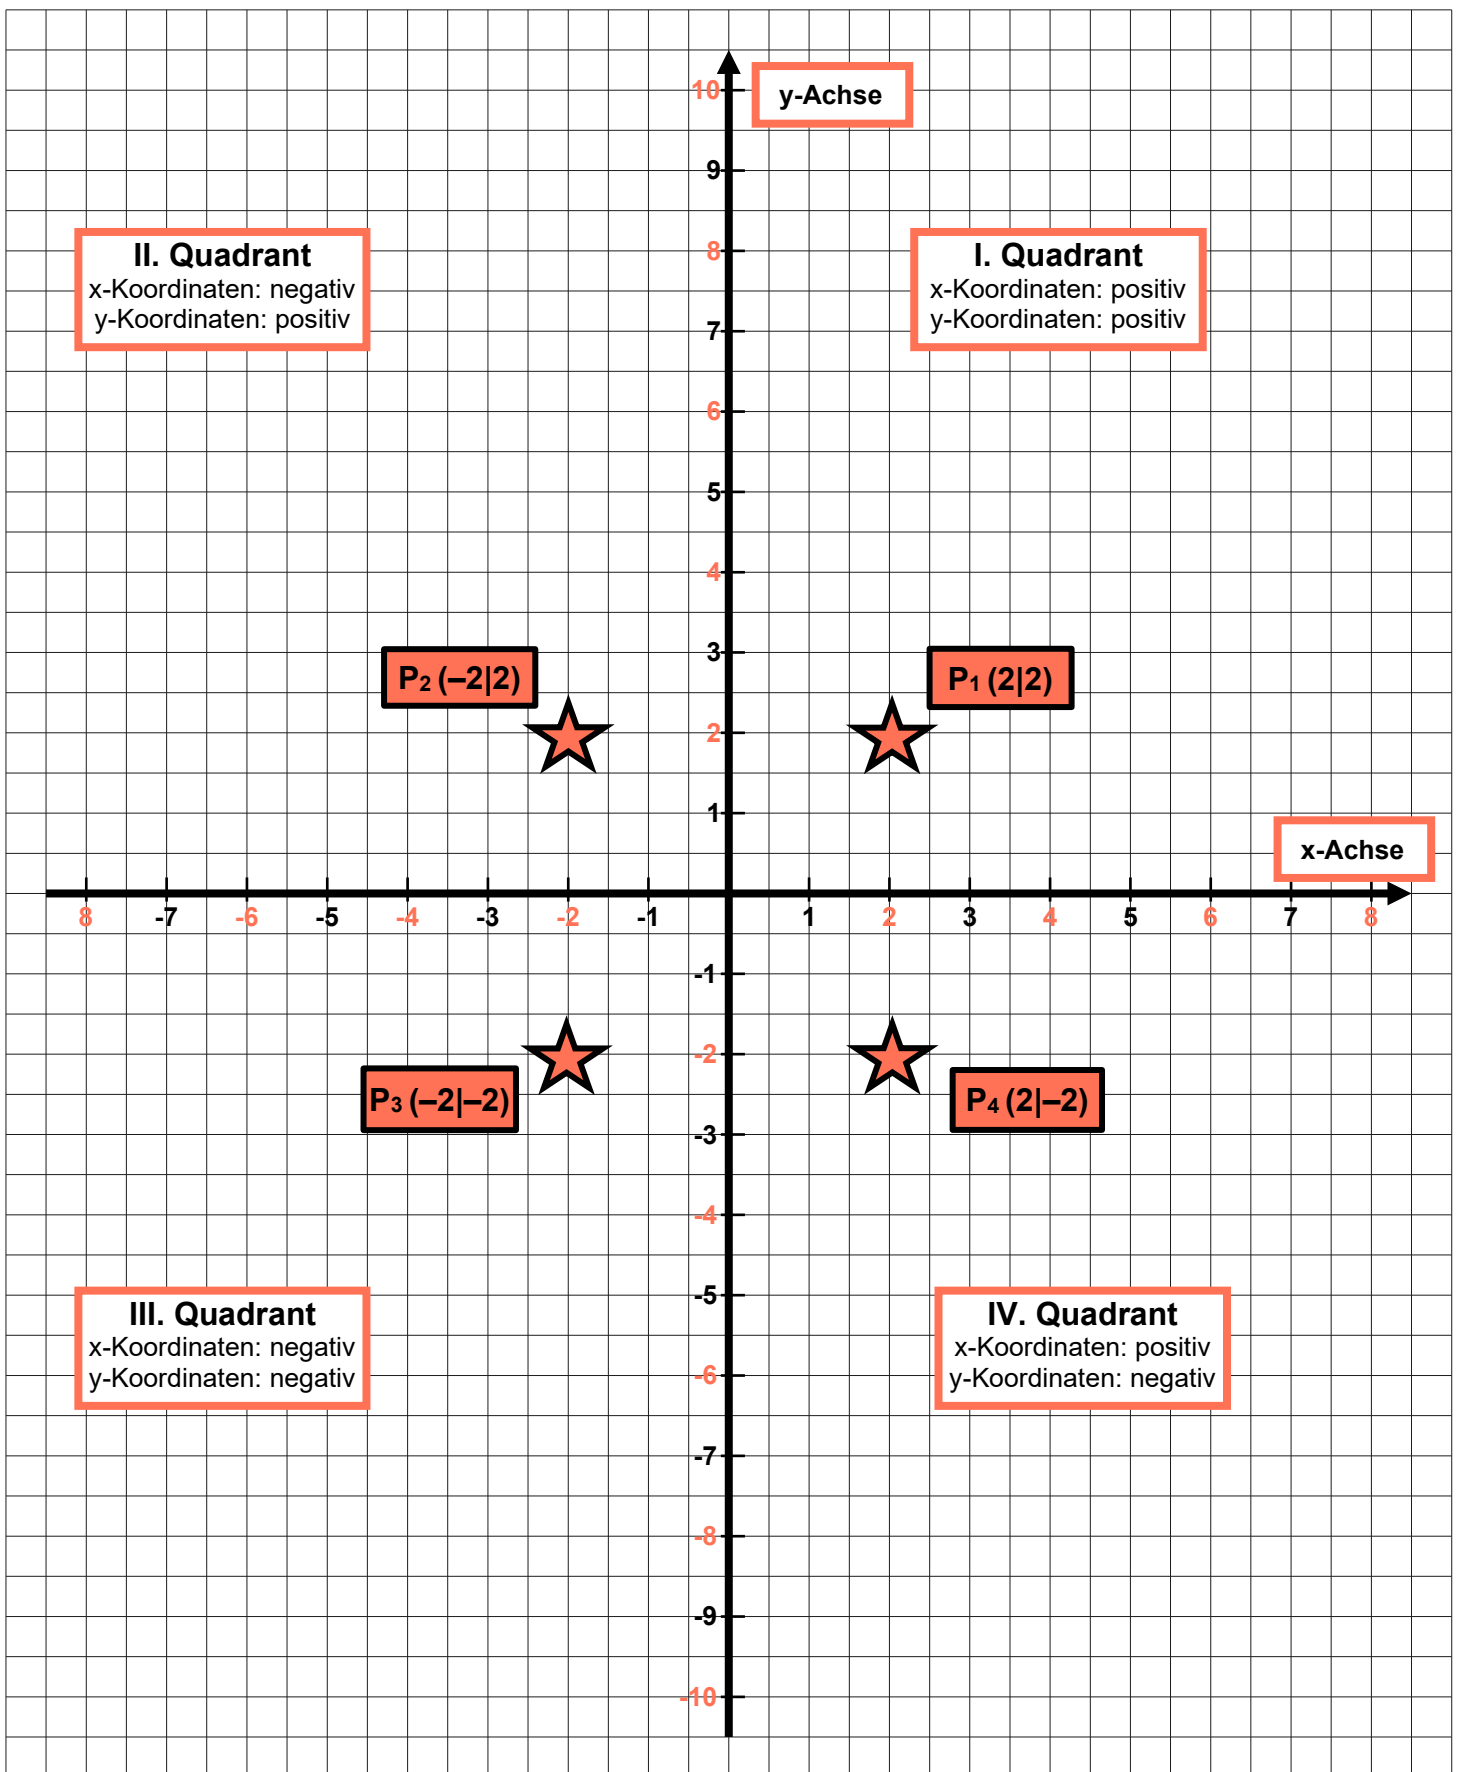 10
y-Achse
9
II. Quadrant
x-Koordinaten: negativ
y-Koordinaten: positiv
8
I. Quadrant
x-Koordinaten: positiv
y-Koordinaten: positiv
7
6
5
4
3
P2 (–2|2)
P1 (2|2)
2
1
x-Achse
8 -7 -6 -5 -4 -3 -2 -1 1 2 3 4 5 6 7 8
-1
-2
P3 (–2|–2)
P4 (2|–2)
-3
-4
-5
III. Quadrant
x-Koordinaten: negativ
y-Koordinaten: negativ
IV. Quadrant
x-Koordinaten: positiv
y-Koordinaten: negativ
-6
-7
-8
-9
-10